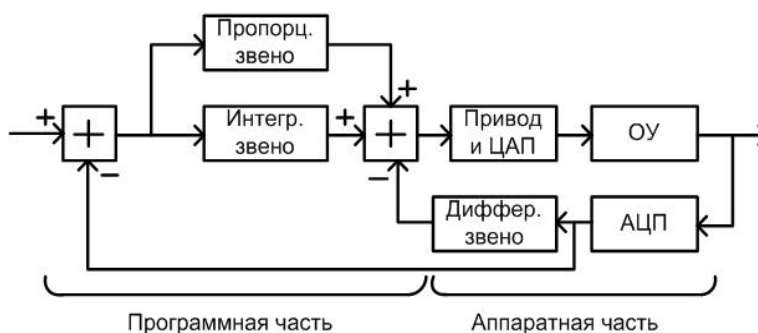 Пропорц.
звено
+
+
+
Интегр.
звено
+
+
Привод
и ЦАП
ОУ
−
−
Диффер.
звено
АЦП
Программная часть
Аппаратная часть